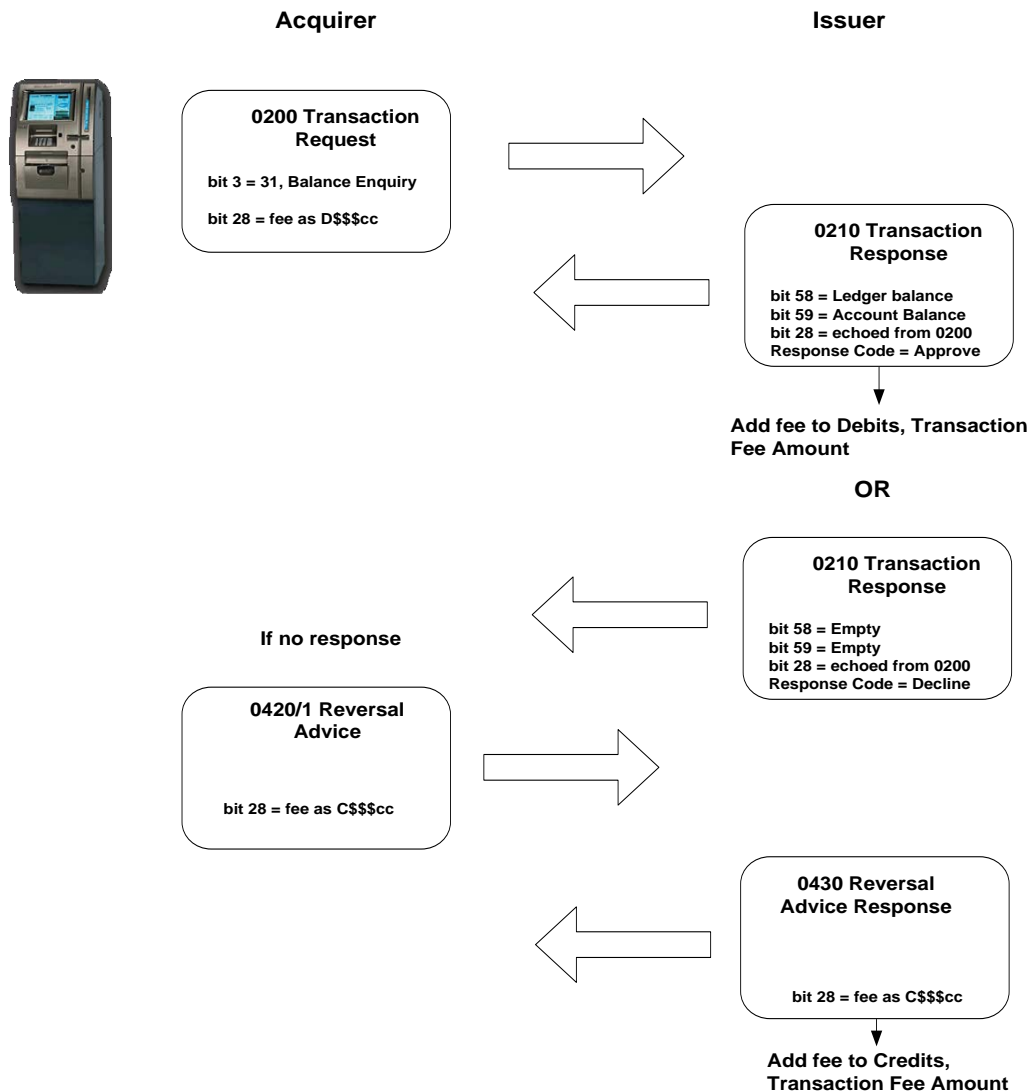 Acquirer
Issuer
0200 Transaction
Request
bit 3 = 31, Balance Enquiry
bit 28 = fee as D$$$cc
0210 Transaction
Response
bit 58 = Ledger balance
bit 59 = Account Balance
bit 28 = echoed from 0200
Response Code = Approve
Add fee to Debits, Transaction
Fee Amount
OR
0210 Transaction
Response
bit 58 = Empty
bit 59 = Empty
bit 28 = echoed from 0200
Response Code = Decline
If no response
0420/1 Reversal
Advice
bit 28 = fee as C$$$cc
0430 Reversal
Advice Response
bit 28 = fee as C$$$cc
Add fee to Credits,
Transaction Fee Amount